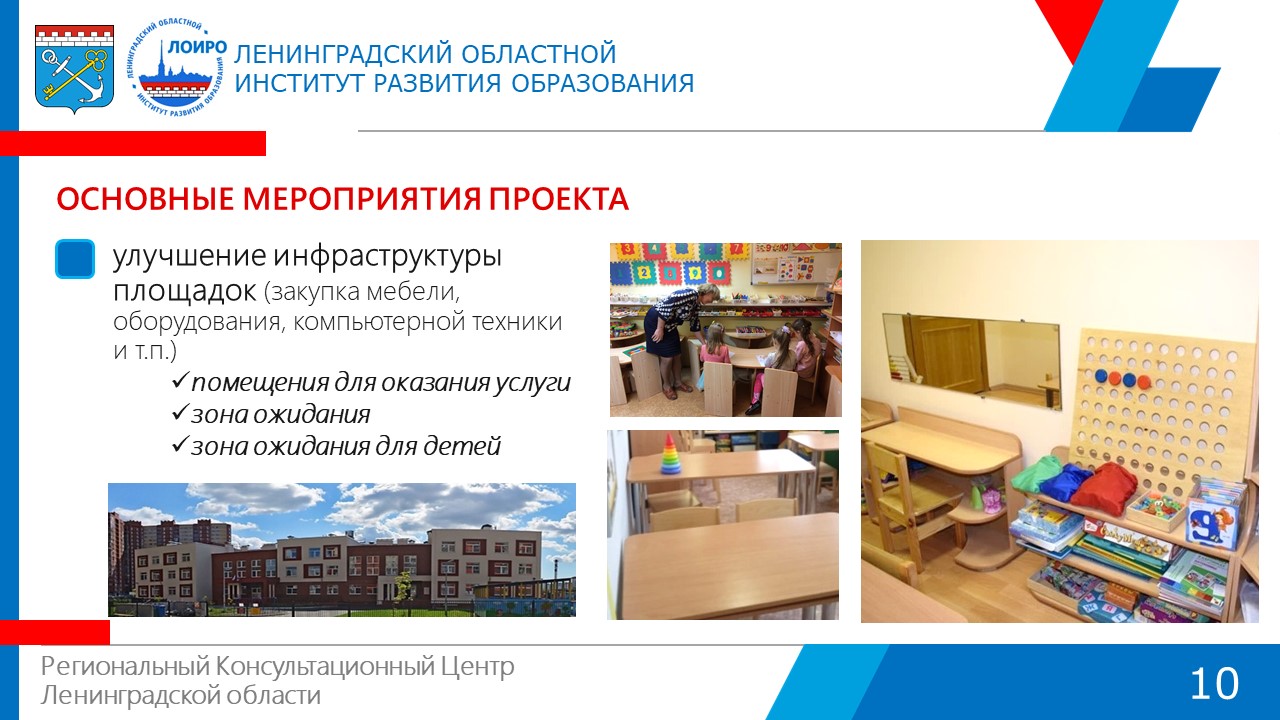 ЛЕНИНГРАДСКИЙ ОБЛАСТНОЙ
ЛОИРО
ИНСТИТУТ РАЗВИТИЯ ОБРАЗОВАНИЯ
ЛЕНИНГРАДСКИЙ ОБЛАСТНОЙ
ИНСТИТУТ РАЗВИТИЯ ОБРАЗОВАНИЯ
ОСНОВНЫЕ МЕРОПРИЯТИЯ ПРОЕКТА
улучшение инфраструктуры
площадок (закупка мебели,
оборудования, компьютерной техники
и т.п.)
✓помещения для оказания услуги
✓зона ожидания
✓зона ожидания для детей
Региональный Консультационный Центр
Ленинградской области
10